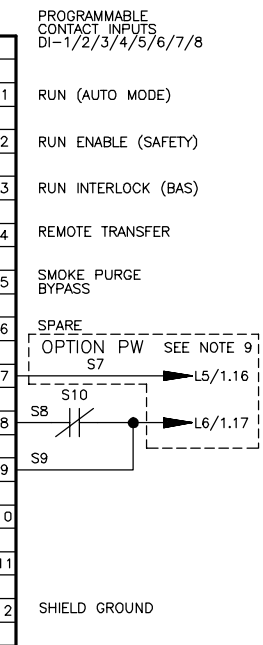 PROGRAMMABLE
CONTACT INPUTS
DI-1/2/3/4/5/6/7/8
1 RUN (AUTO MODE)
2 RUN ENABLE (SAFETY)
3 RUN INTERLOCK (BAS)
4 REMOTE TRANSFER
5 SMOKE PURGE
BYPASS
6 SPARE
OPTION PW SEE NOTE 9
S7
7 L5/1.16
S10
8 S8 L6/1.17
9 S9
0
11
2 SHIELD GROUND